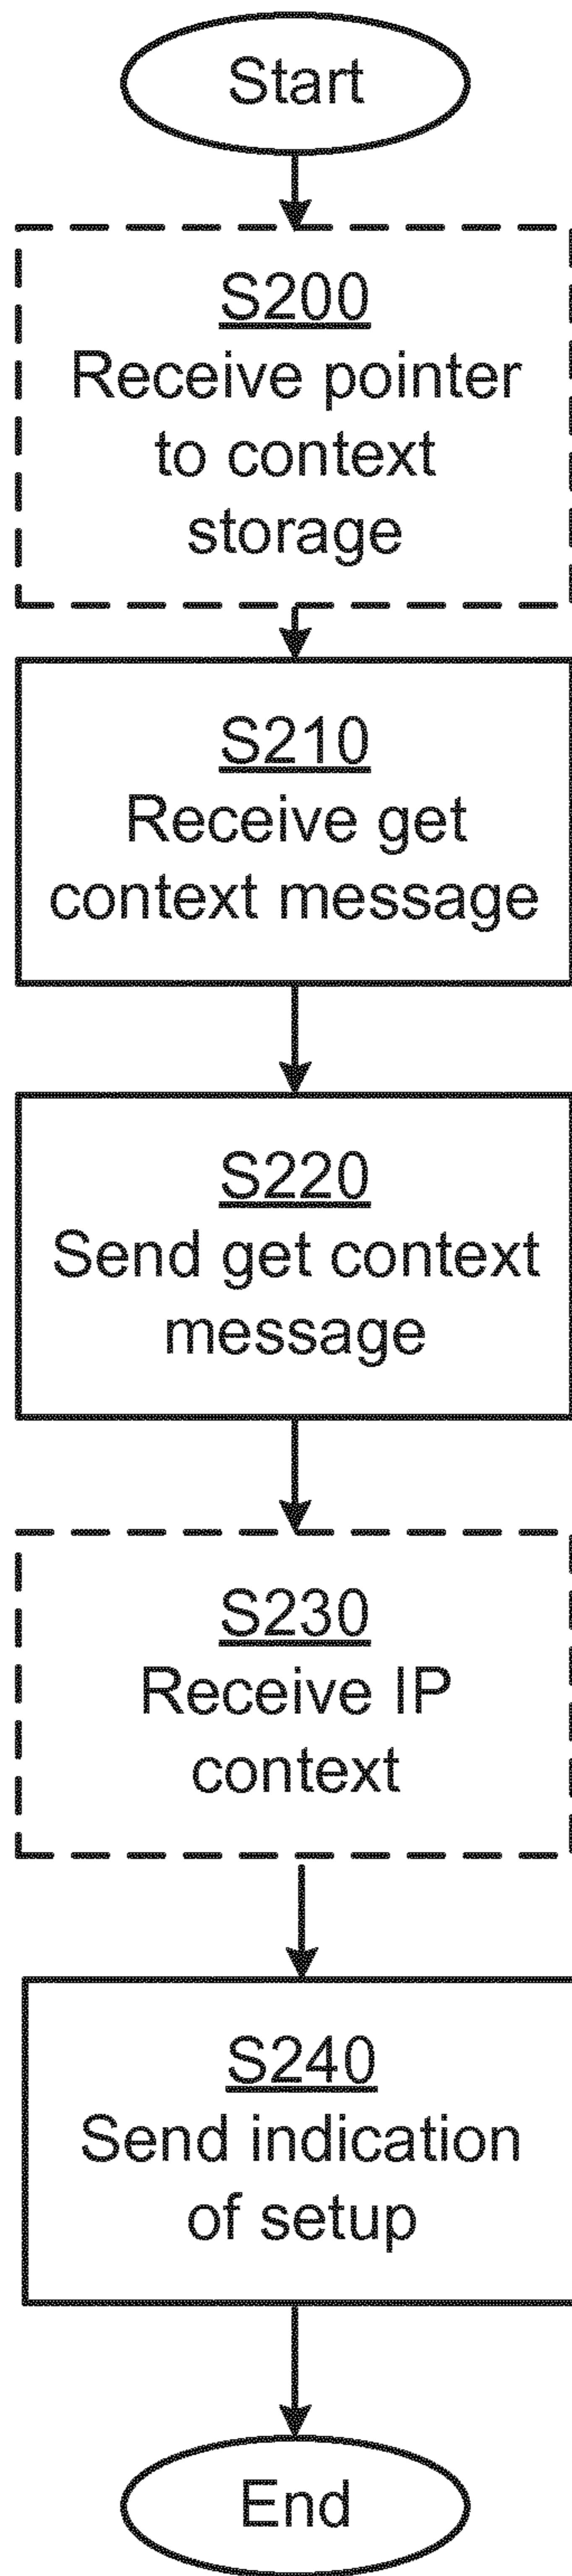 Start
S200
Receive pointer
to context
storage
S210
Receive get
context message
S220
Send get context
message
S230
Receive IP
context
S240
Send indication
of setup
End